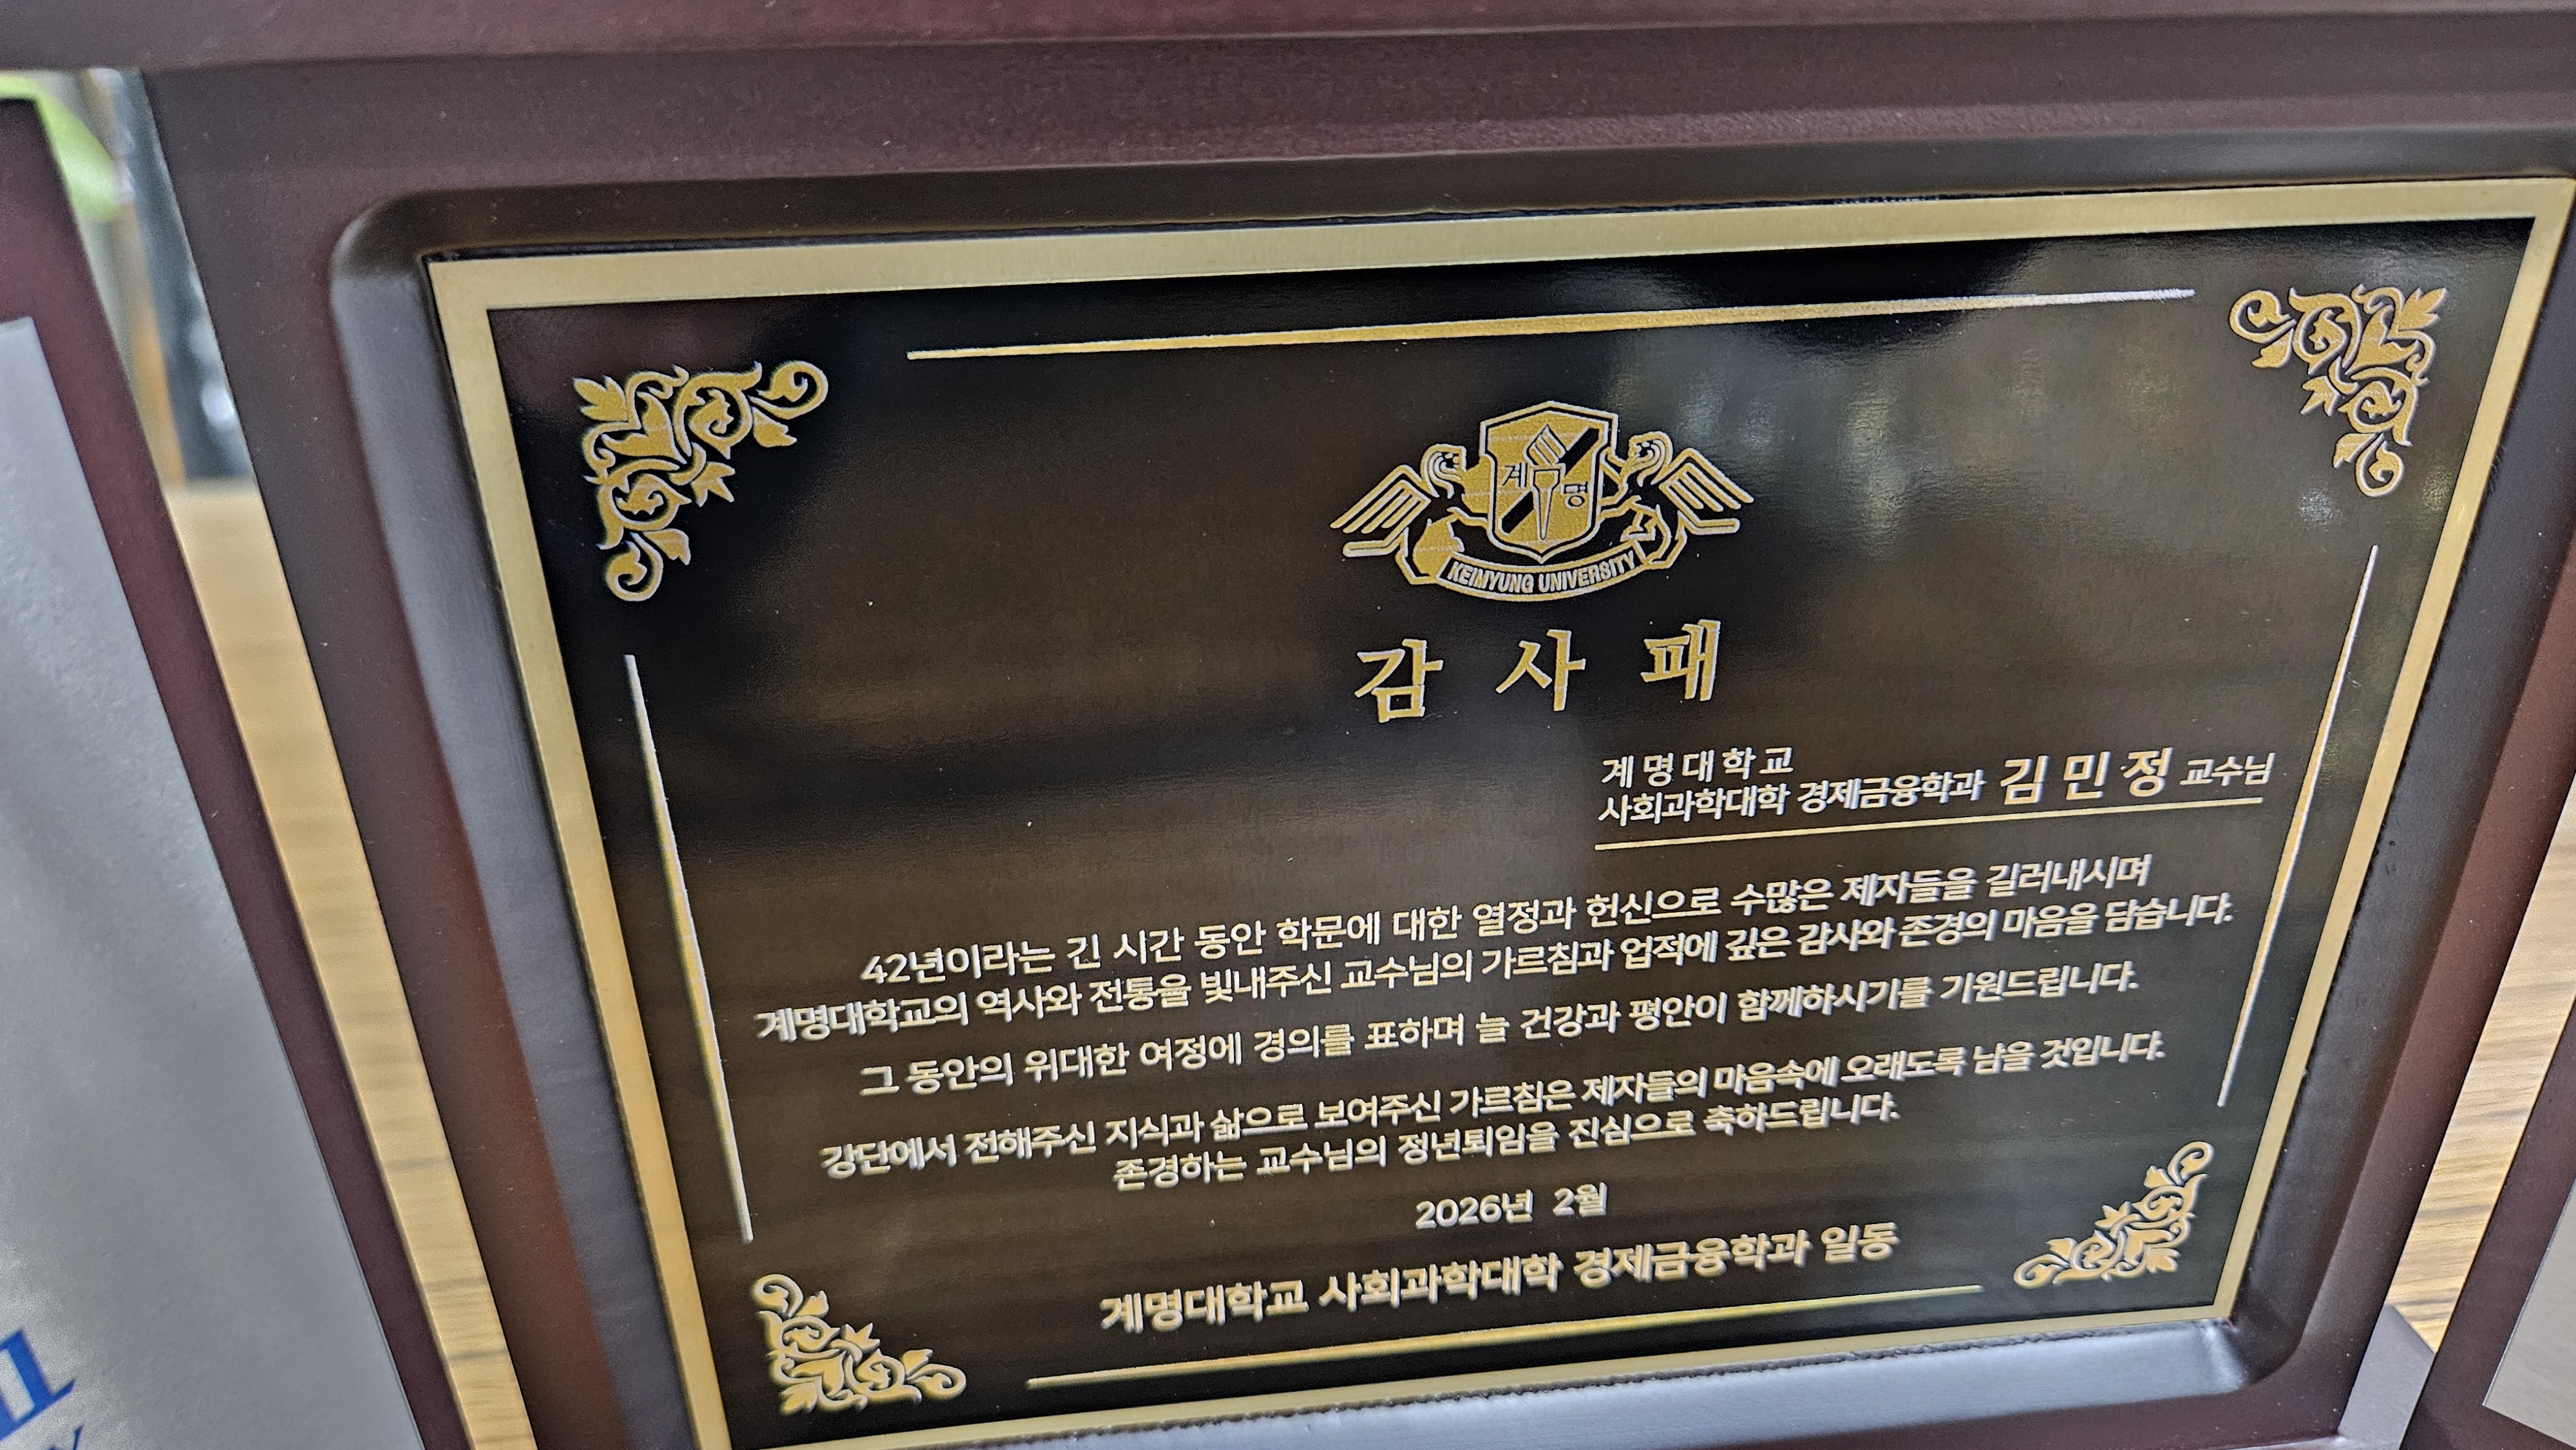 계 명
KEIMYUNG UNIVERSITY
감 사 패
계명대학교
사회과학대학 경제금융학과 김민정 교수님
42년이라는 긴 시간 동안 학문에 대한 열정과 헌신으로 수많은 제자들을 길러내시며
계명대학교의 역사와 전통을 빛내주신 교수님의 가르침과 업적에 깊은 감사와 존경의 마음을 담습니다.
그 동안의 위대한 여정에 경의를 표하며 늘 건강과 평안이 함께하시기를 기원드립니다.
강단에서 전해주신 지식과 삶으로 보여주신 가르침은 제자들의 마음속에 오래도록 남을 것입니다.
존경하는 교수님의 정년퇴임을 진심으로 축하드립니다.
2026년 2월
계명대학교 사회과학대학 경제금융학과 일동